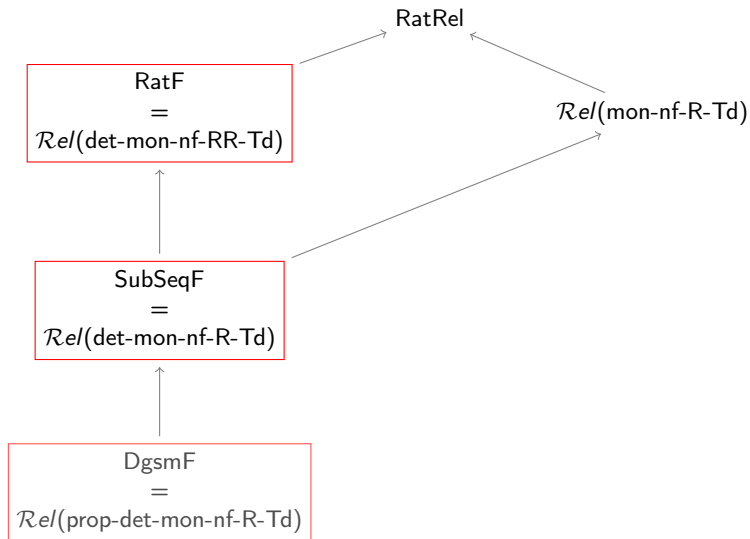 RatRel
RatF
=
Rel(det-mon-nf-RR-Td)
Rel(mon-nf-R-Td)
SubSeqF
=
Rel(det-mon-nf-R-Td)
DgsmF
=
Rel(prop-det-mon-nf-R-Td)